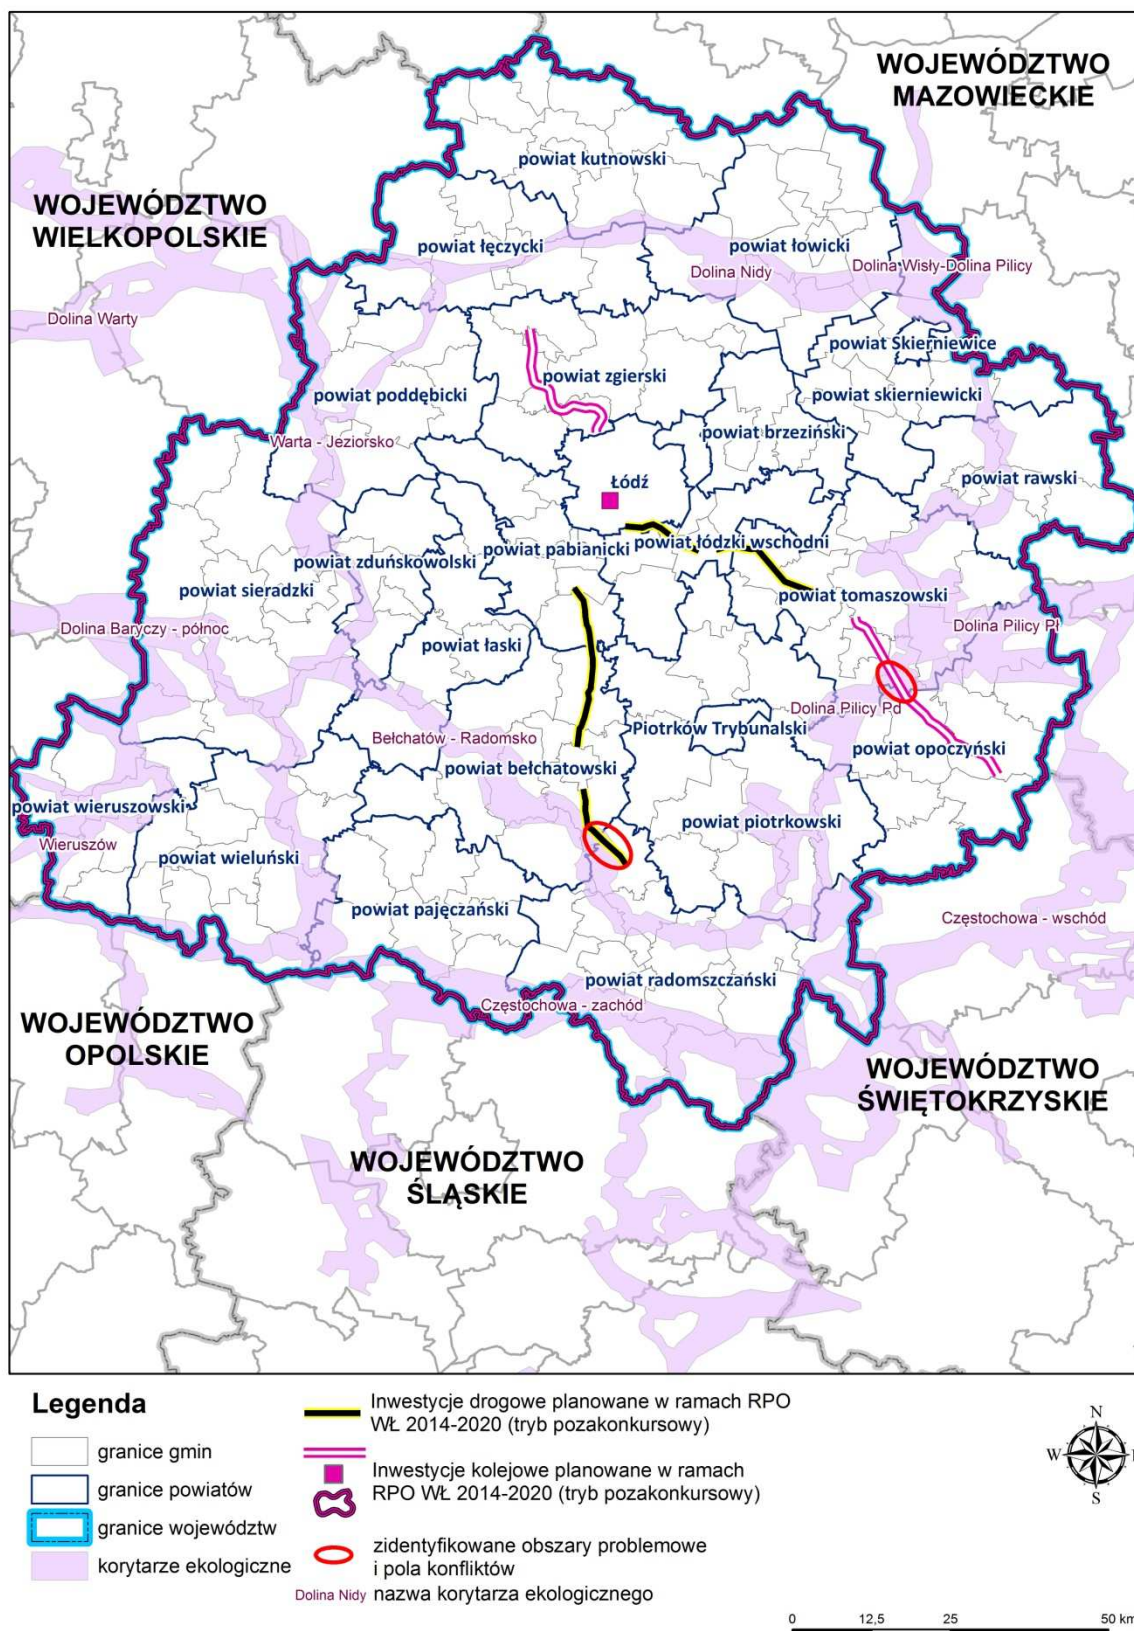 WOJEWÓDZTWO
MAZOWIECKIE
powiat kutnowski
WOJEWÓDZTWO
WIELKOPOLSKIE
powiat łęczycki
powiat łowicki
Dolina Nidy
Dolina Wisły-Dolina Pilicy
Dolina Warty
powiat Skierniewice
powiat zgierski
powiat poddębicki
powiat skierniewicki
powiat brzeziński
Warta - Jeziorsko
Łódź
powiat rawski
powiat pabianicki
powiat łódzki wschodni
powiat zduńskowolski
powiat sieradzki
powiat tomaszowski
Dolina Baryczy - północ
Dolina Pilicy Pł
powiat łaski
Dolina Pilicy Pd
Piotrków Trybunalski
Bełchatów - Radomsko
powiat opoczyński
powiat bełchatowski
powiat wieruszowski
powiat piotrkowski
Wieruszów
powiat wieluński
powiat pajęczański
Częstochowa - wschód
powiat radomszczański
Częstochowa - zachód
WOJEWÓDZTWO
OPOLSKIE
WOJEWÓDZTWO
ŚWIĘTOKRZYSKIE
WOJEWÓDZTWO
ŚLĄSKIE
Legenda
granice gmin
granice powiatów
granice województw
korytarze ekologiczne
Inwestycje drogowe planowane w ramach RPO
WŁ 2014-2020 (tryb pozakonkursowy)
Inwestycje kolejowe planowane w ramach
RPO WŁ 2014-2020 (tryb pozakonkursowy)
zidentyfikowane obszary problemowe
i pola konfliktów
Dolina Nidy nazwa korytarza ekologicznego
N
W
S
0 12,5 25 50 km